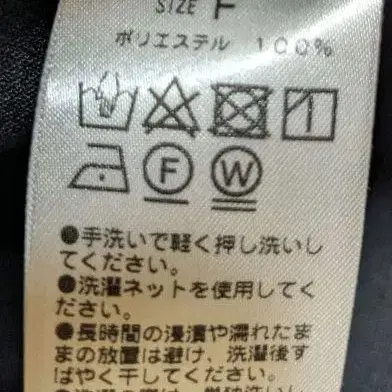 SIZE F
ポリエステル 100%
F
W
●手洗いで軽く押し洗いし
てください。
●洗濯ネットを使用してく
ださい。
●長時間の浸漬や濡れたま
まの放置は避け、洗濯後す
ばやく干してください。